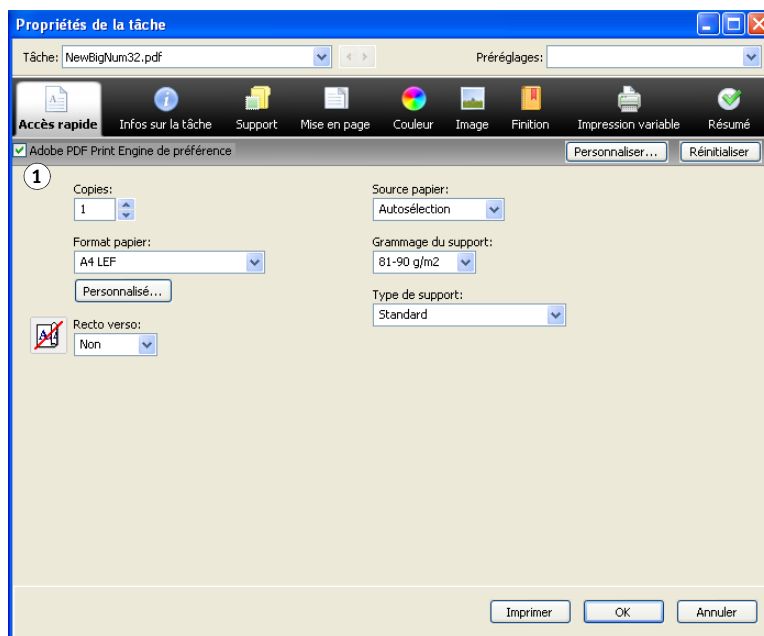 Propriétés de la tâche
Tâche: NewBigNum32.pdf Préréglages:
Accès rapide Infos sur la tâche Support Mise en page Couleur Image Finition Impression variable Résumé
Adobe PDF Print Engine de préférence Personnaliser... Réinitialiser
1
Copies: Source papier:
1 Autosélection
Format papier: Grammage du support:
A4 LEF 81-90 g/m2
Personnalisé... Type de support:
Standard
Recto verso:
Non
Imprimer OK Annuler